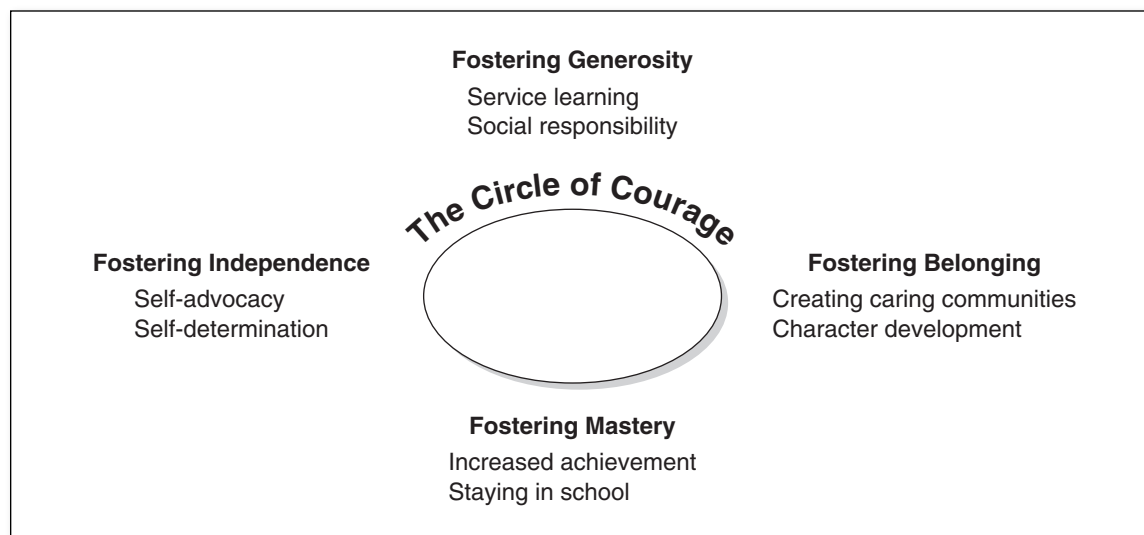 Fostering Generosity
Service learning
Social responsibility
The Circle of Courage
Fostering Independence
Self-advocacy
Self-determination
Fostering Belonging
Creating caring communities
Character development
Fostering Mastery
Increased achievement
Staying in school